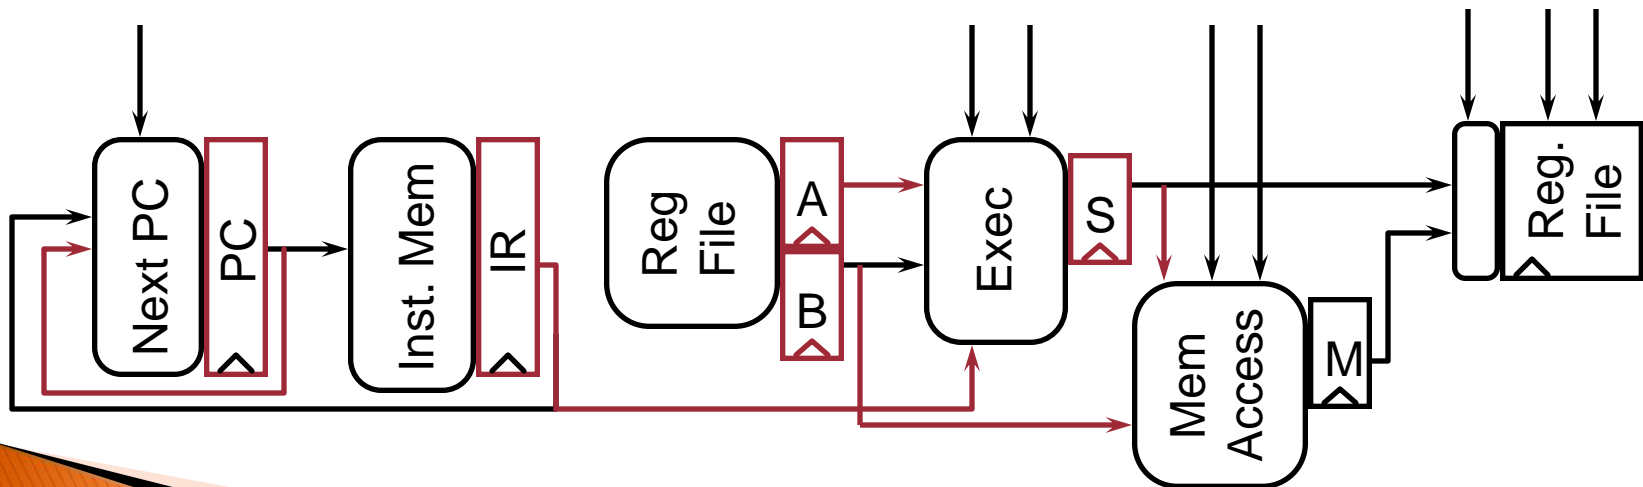 Next PC
PC
Inst. Mem
IR
Reg
File
A
B
Exec
S
Mem
Access
M
Reg.
File